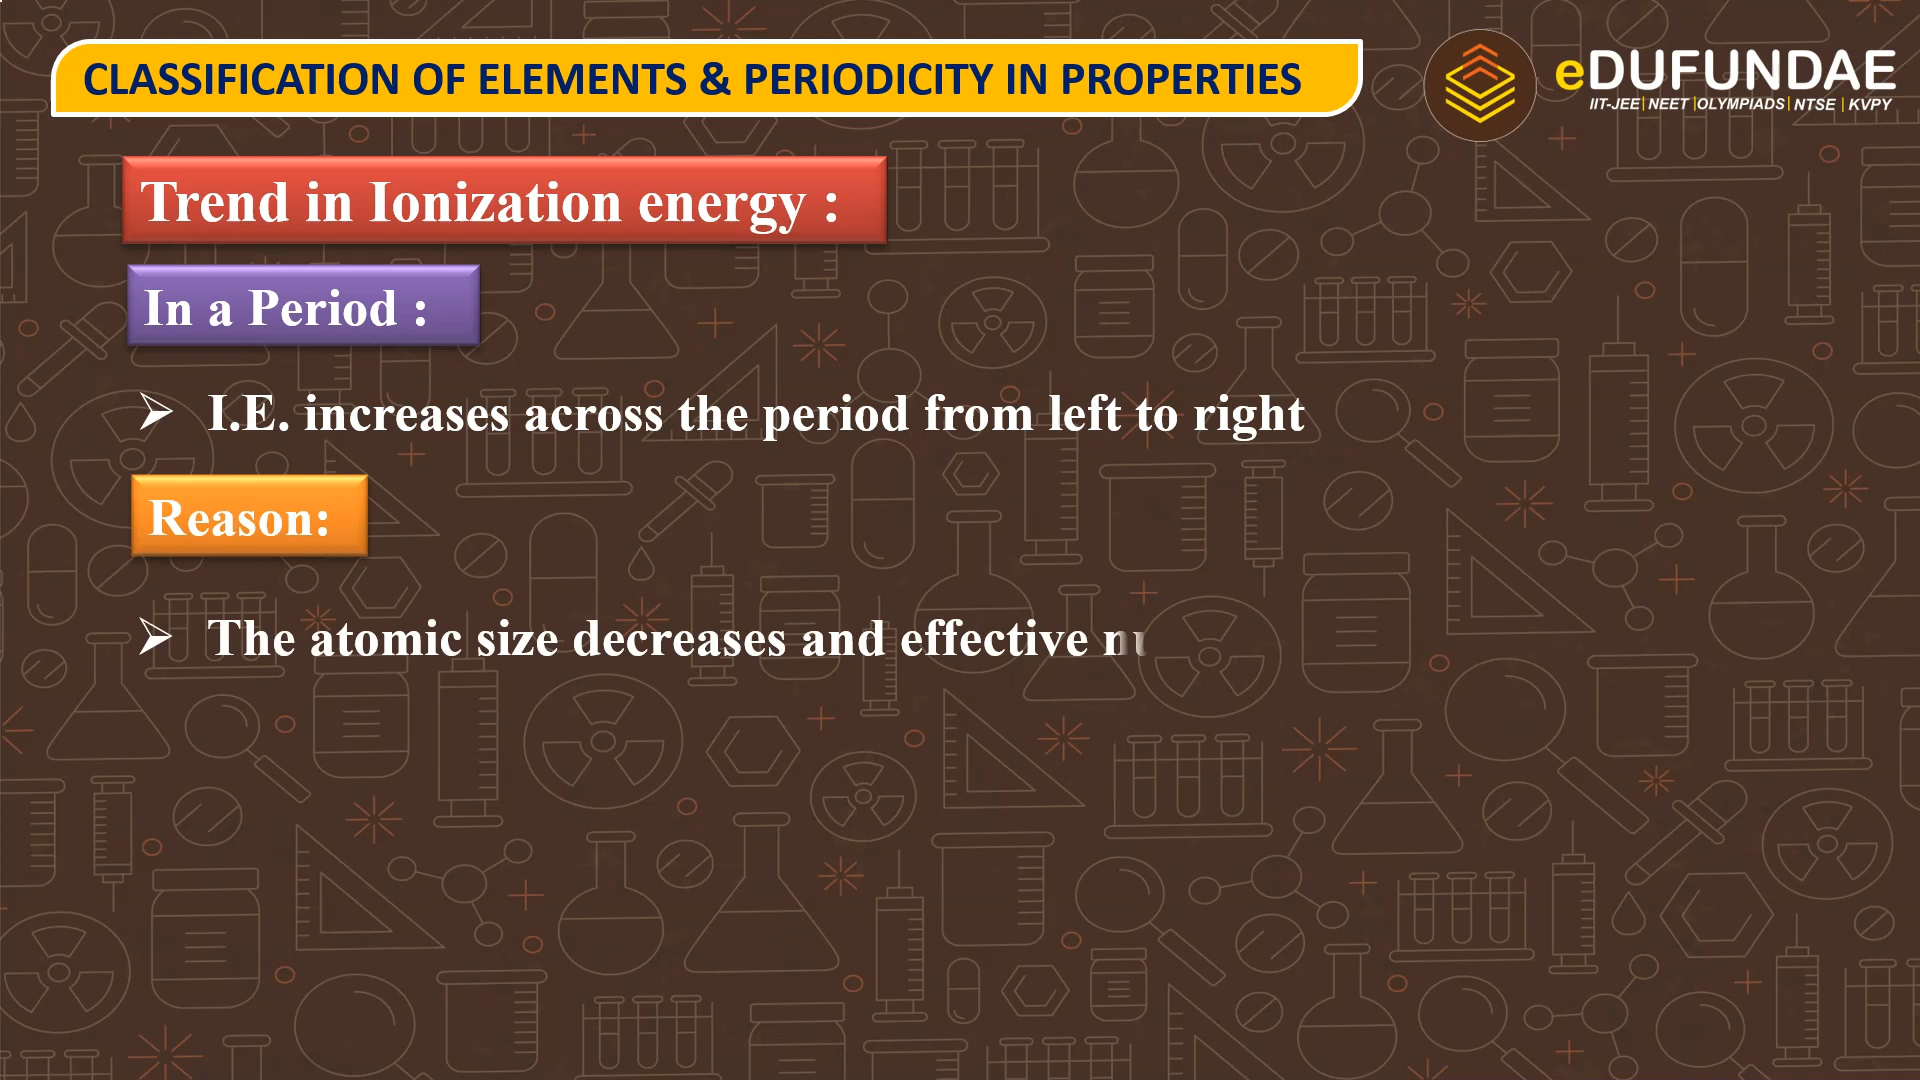 CLASSIFICATION OF ELEMENTS & PERIODICITY IN PROPERTIES
eDUFUNDAE
IIT-JEE| NEET |OLYMPIADS| NTSE | KVPY
Trend in Ionization energy :
In a Period :
➢ I.E. increases across the period from left to right
Reason:
➢ The atomic size decreases and effective